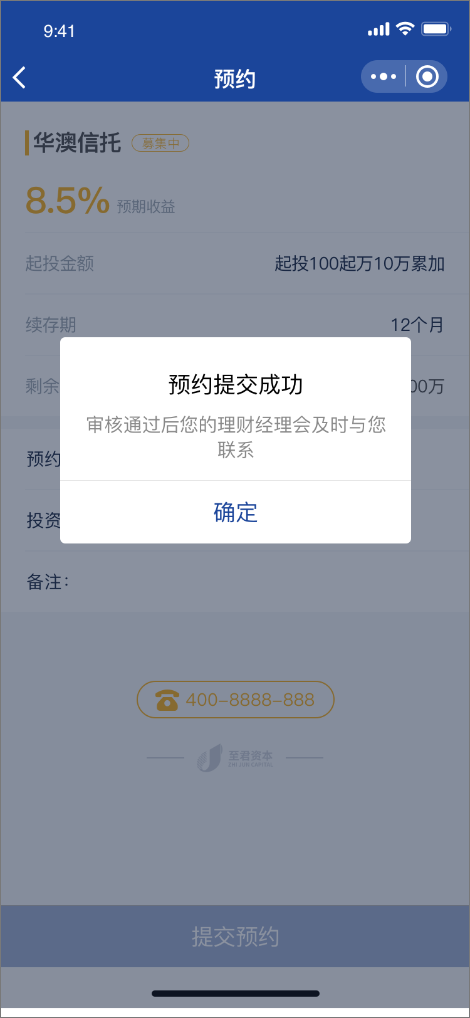 9:41
预约
华澳信托 募集中
8.5% 预期收益
起投金额 起投100起万10万累加
续存期 12个月
剩余 00万
预约提交成功
审核通过后您的理财经理会及时与您
联系
确定
预约
投资
备注：
400-8888-888
至君资本
提交预约